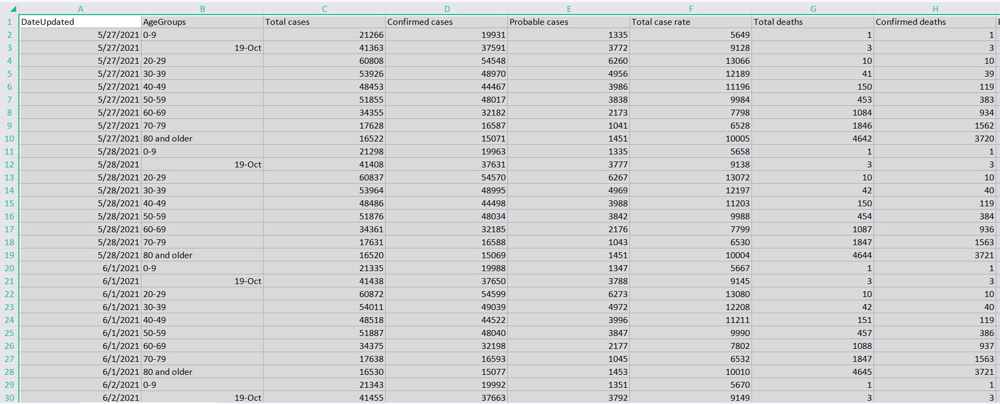 A B C D E F G H
1 DateUpdated AgeGroups Total cases Confirmed cases Probable cases Total case rate Total deaths Confirmed deaths
2 5/27/2021 0-9 21266 19931 1335 5649 1 1
3 5/27/2021 19-Oct 41363 37591 3772 9128 3 3
4 5/27/2021 20-29 60808 54548 6260 13066 10 10
5 5/27/2021 30-39 53926 48970 4956 12189 41 39
6 5/27/2021 40-49 48453 44467 3986 11196 150 119
7 5/27/2021 50-59 51855 48017 3838 9984 453 383
8 5/27/2021 60-69 34355 32182 2173 7798 1084 934
9 5/27/2021 70-79 17628 16587 1041 6528 1846 1562
10 5/27/2021 80 and older 16522 15071 1451 10005 4642 3720
11 5/28/2021 0-9 21298 19963 1335 5658 1 1
12 5/28/2021 19-Oct 41408 37631 3777 9138 3 3
13 5/28/2021 20-29 60837 54570 6267 13072 10 10
14 5/28/2021 30-39 53964 48995 4969 12197 42 40
15 5/28/2021 40-49 48486 44498 3988 11203 150 119
16 5/28/2021 50-59 51876 48034 3842 9988 454 384
17 5/28/2021 60-69 34361 32185 2176 7799 1087 936
18 5/28/2021 70-79 17631 16588 1043 6530 1847 1563
19 5/28/2021 80 and older 16520 15069 1451 10004 4644 3721
20 6/1/2021 0-9 21335 19988 1347 5667 1 1
21 6/1/2021 19-Oct 41438 37650 3788 9145 3 3
22 6/1/2021 20-29 60872 54599 6273 13080 10 10
23 6/1/2021 30-39 54011 49039 4972 12208 42 40
24 6/1/2021 40-49 48518 44522 3996 11211 151 119
25 6/1/2021 50-59 51887 48040 3847 9990 457 386
26 6/1/2021 60-69 34375 32198 2177 7802 1088 937
27 6/1/2021 70-79 17638 16593 1045 6532 1847 1563
28 6/1/2021 80 and older 16530 15077 1453 10010 4645 3721
29 6/2/2021 0-9 21343 19992 1351 5670 1 1
30 6/2/2021 19-Oct 41455 37663 3792 9149 3 3